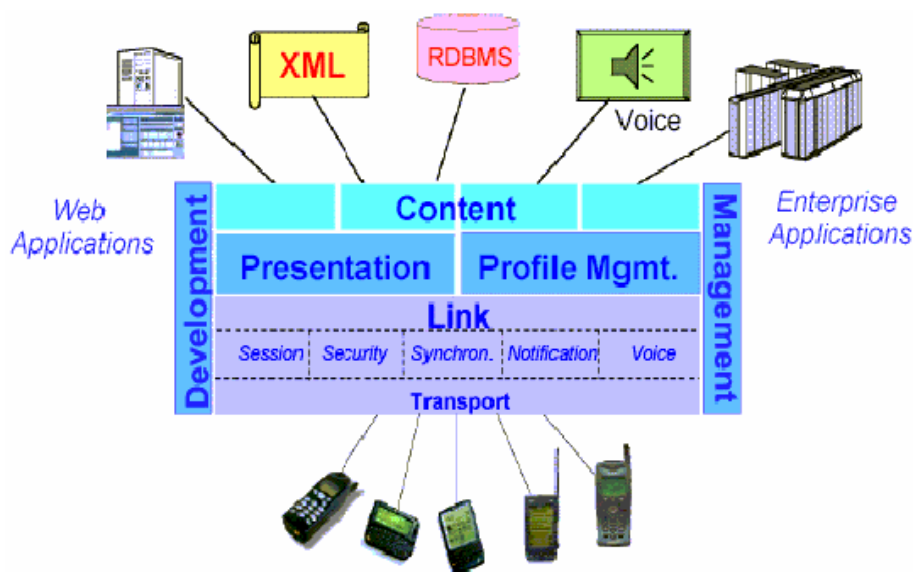 XML
RDBMS
Voice
Web
Applications
Enterprise
Applications
Development
Content
Presentation
Profile Mgmt.
Link
Session
Security
Synchron.
Notification
Voice
Transport
Management